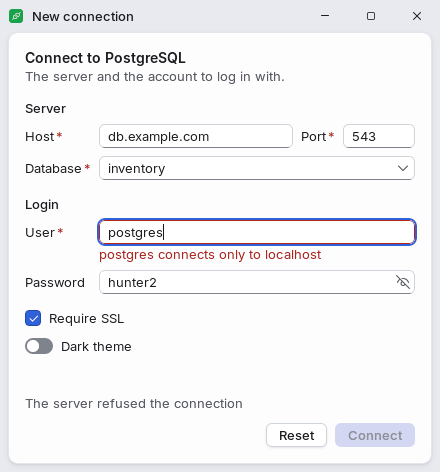 New connection
Connect to PostgreSQL
The server and the account to log in with.
Server
Host* db.example.com Port* 543
Database* inventory
Login
User* postgres
postgres connects only to localhost
Password hunter2
Require SSL
Dark theme
The server refused the connection
Reset Connect